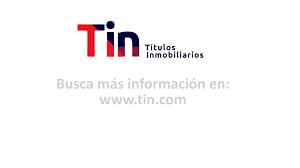 Tin Títulos
Inmobiliarios
Busca más información en:
www.tin.com